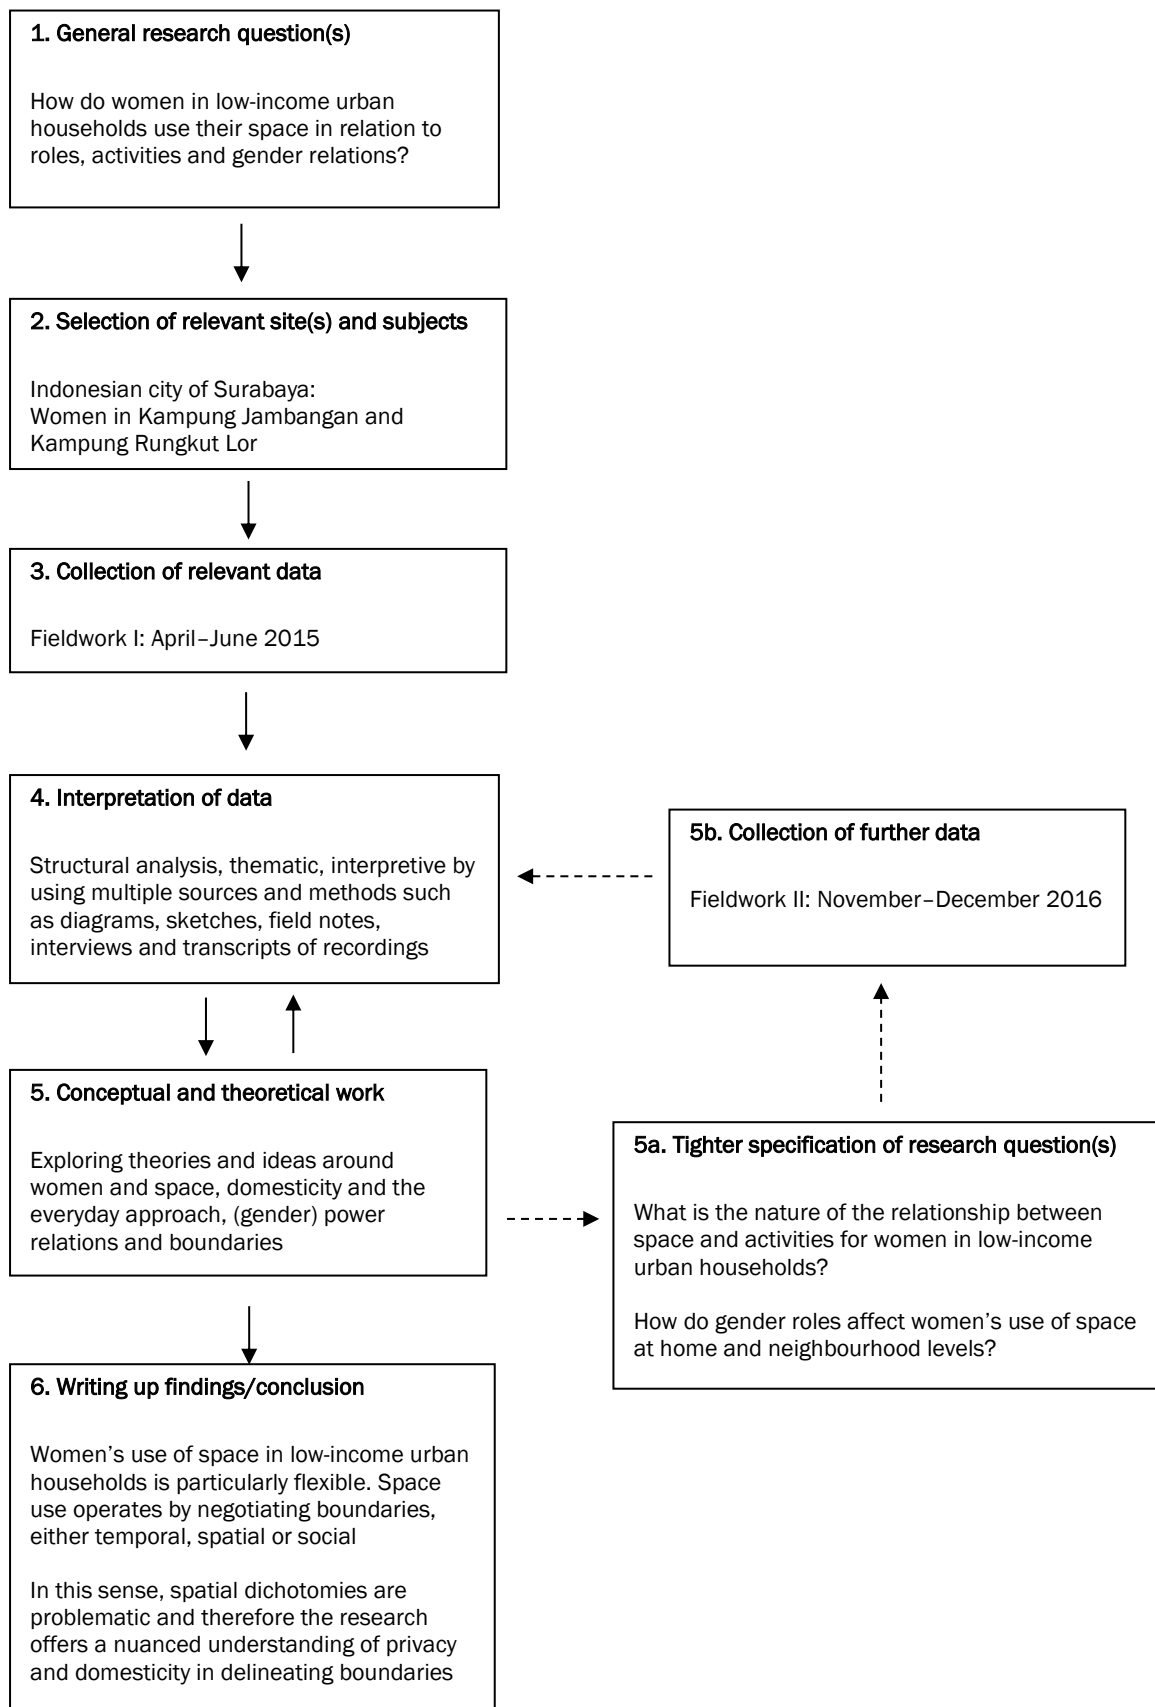 1. General research question(s)
How do women in low-income urban
households use their space in relation to
roles, activities and gender relations?
2. Selection of relevant site(s) and subjects
Indonesian city of Surabaya:
Women in Kampung Jambangan and
Kampung Rungkut Lor
3. Collection of relevant data
Fieldwork I: April–June 2015
4. Interpretation of data
Structural analysis, thematic, interpretive by
using multiple sources and methods such
as diagrams, sketches, field notes,
interviews and transcripts of recordings
5. Conceptual and theoretical work
Exploring theories and ideas around
women and space, domesticity and the
everyday approach, (gender) power
relations and boundaries
5a. Tighter specification of research question(s)
What is the nature of the relationship between
space and activities for women in low-income
urban households?
How do gender roles affect women’s use of space
at home and neighbourhood levels?
5b. Collection of further data
Fieldwork II: November–December 2016
6. Writing up findings/conclusion
Women’s use of space in low-income urban
households is particularly flexible. Space
use operates by negotiating boundaries,
either temporal, spatial or social
In this sense, spatial dichotomies are
problematic and therefore the research
offers a nuanced understanding of privacy
and domesticity in delineating boundaries